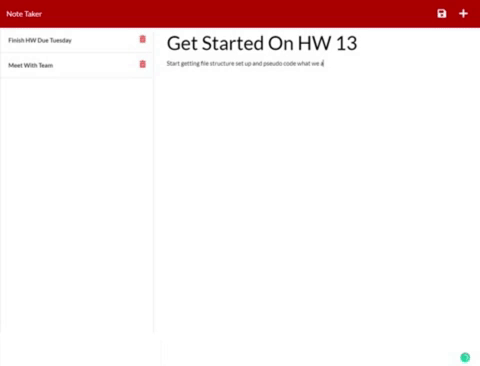 Note Taker
Finish HW Due Tuesday
Meet With Team
Get Started On HW 13
Start getting file structure set up and pseudo code what we a